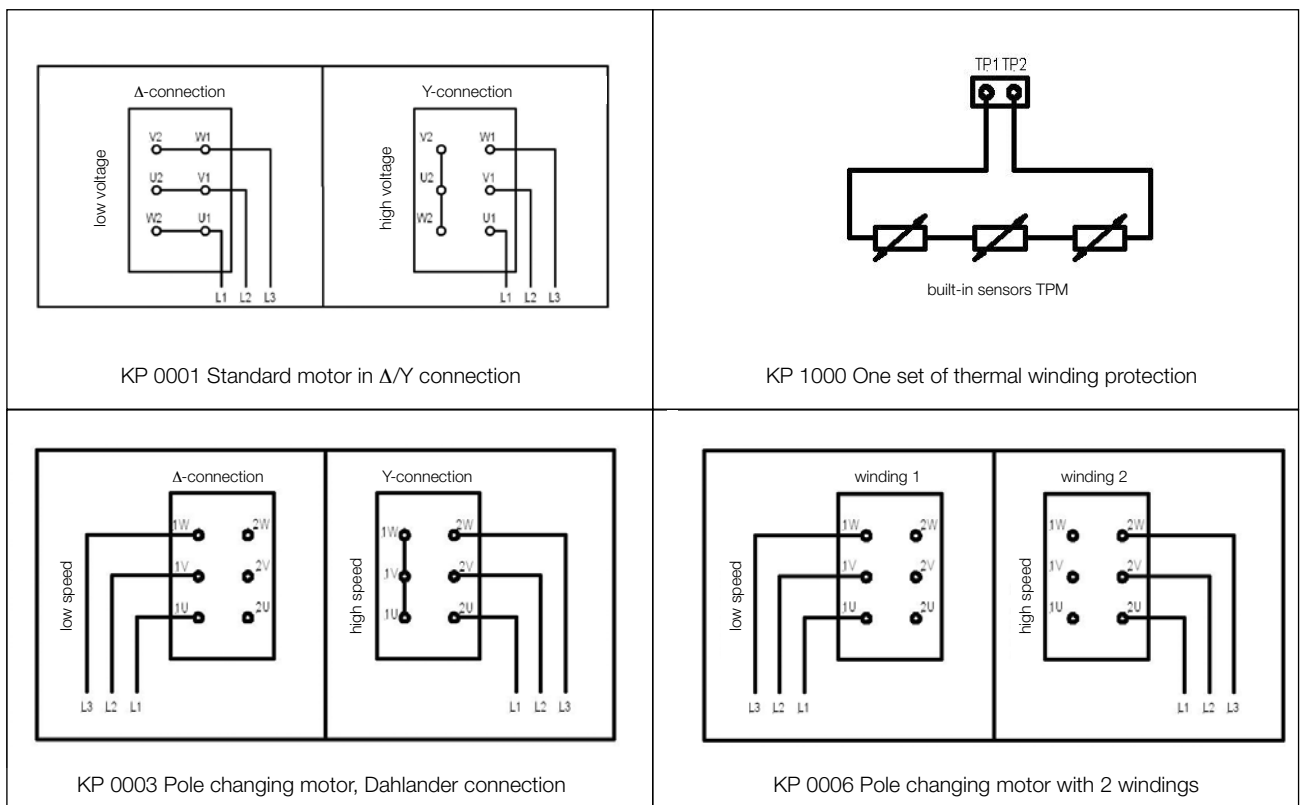 Δ-connection
Y-connection
low voltage
V2 W1
U2 V1
W2 U1
L1 L2 L3
high voltage
V2 W1
U2 V1
W2 U1
L1 L2 L3
KP 0001 Standard motor in Δ/Y connection
TP1 TP2
built-in sensors TPM
KP 1000 One set of thermal winding protection
Δ-connection
Y-connection
low speed
1W 2W
1V 2V
1U 2U
L3 L2 L1
high speed
1W 2W
1V 2V
1U 2U
L1 L2 L3
KP 0003 Pole changing motor, Dahlander connection
winding 1
winding 2
low speed
1W 2W
1V 2V
1U 2U
L3 L2 L1
high speed
1W 2W
1V 2V
1U 2U
L1 L2 L3
KP 0006 Pole changing motor with 2 windings